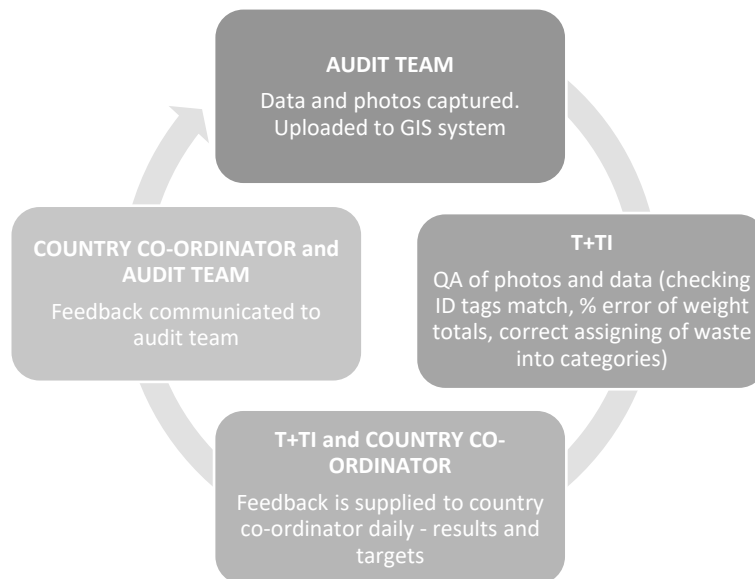 AUDIT TEAM
Data and photos captured.
Uploaded to GIS system
T+TI
QA of photos and data (checking
ID tags match, % error of weight
totals, correct assigning of waste
into categories)
T+TI and COUNTRY CO-
ORDINATOR
Feedback is supplied to country
co-ordinator daily - results and
targets
COUNTRY CO-ORDINATOR and
AUDIT TEAM
Feedback communicated to
audit team